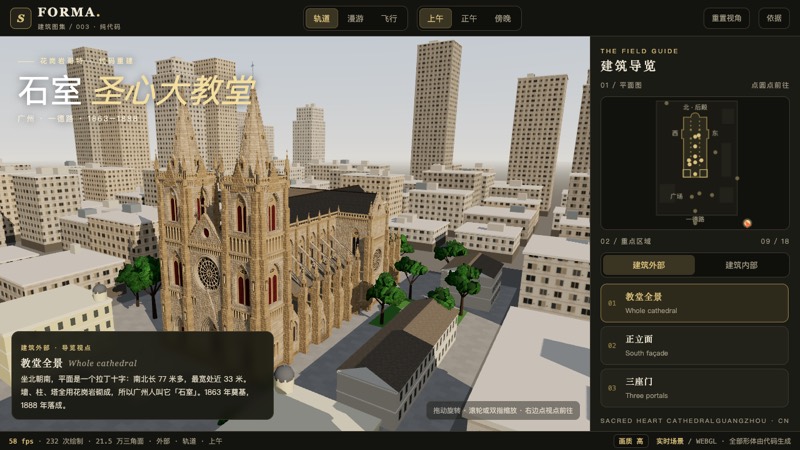 S
FORMA.
建筑图集 / 003 · 纯代码
轨道
漫游
飞行
上午
正午
傍晚
重置视角
依据
石室 圣心大教堂
广州 · 一德路 · 1863—1888
THE FIELD GUIDE
建筑导览
01 / 平面图
点圆点前往
北 · 后殿
西
东
广场
一德路
02 / 重点区域
09 / 18
建筑外部
建筑内部
01
教堂全景
Whole cathedral
02
正立面
South façade
03
三座门
Three portals
建筑外部 · 导览视点
教堂全景 Whole cathedral
坐北朝南，平面是一个拉丁十字：南北长 77 米多，最宽处近 33 米。
墙、柱、塔全用花岗岩砌成，所以广州人叫它「石室」。1863 年奠基，
1888 年落成。
拖动旋转 · 滚轮或双指缩放 · 右边点视点前往
SACRED HEART CATHEDRAL
GUANGZHOU · CN
58 fps · 232 次绘制 · 21.5 万三角面 · 外部 · 轨道 · 上午
画质 高
实时场景 / WEBGL · 全部形体由代码生成